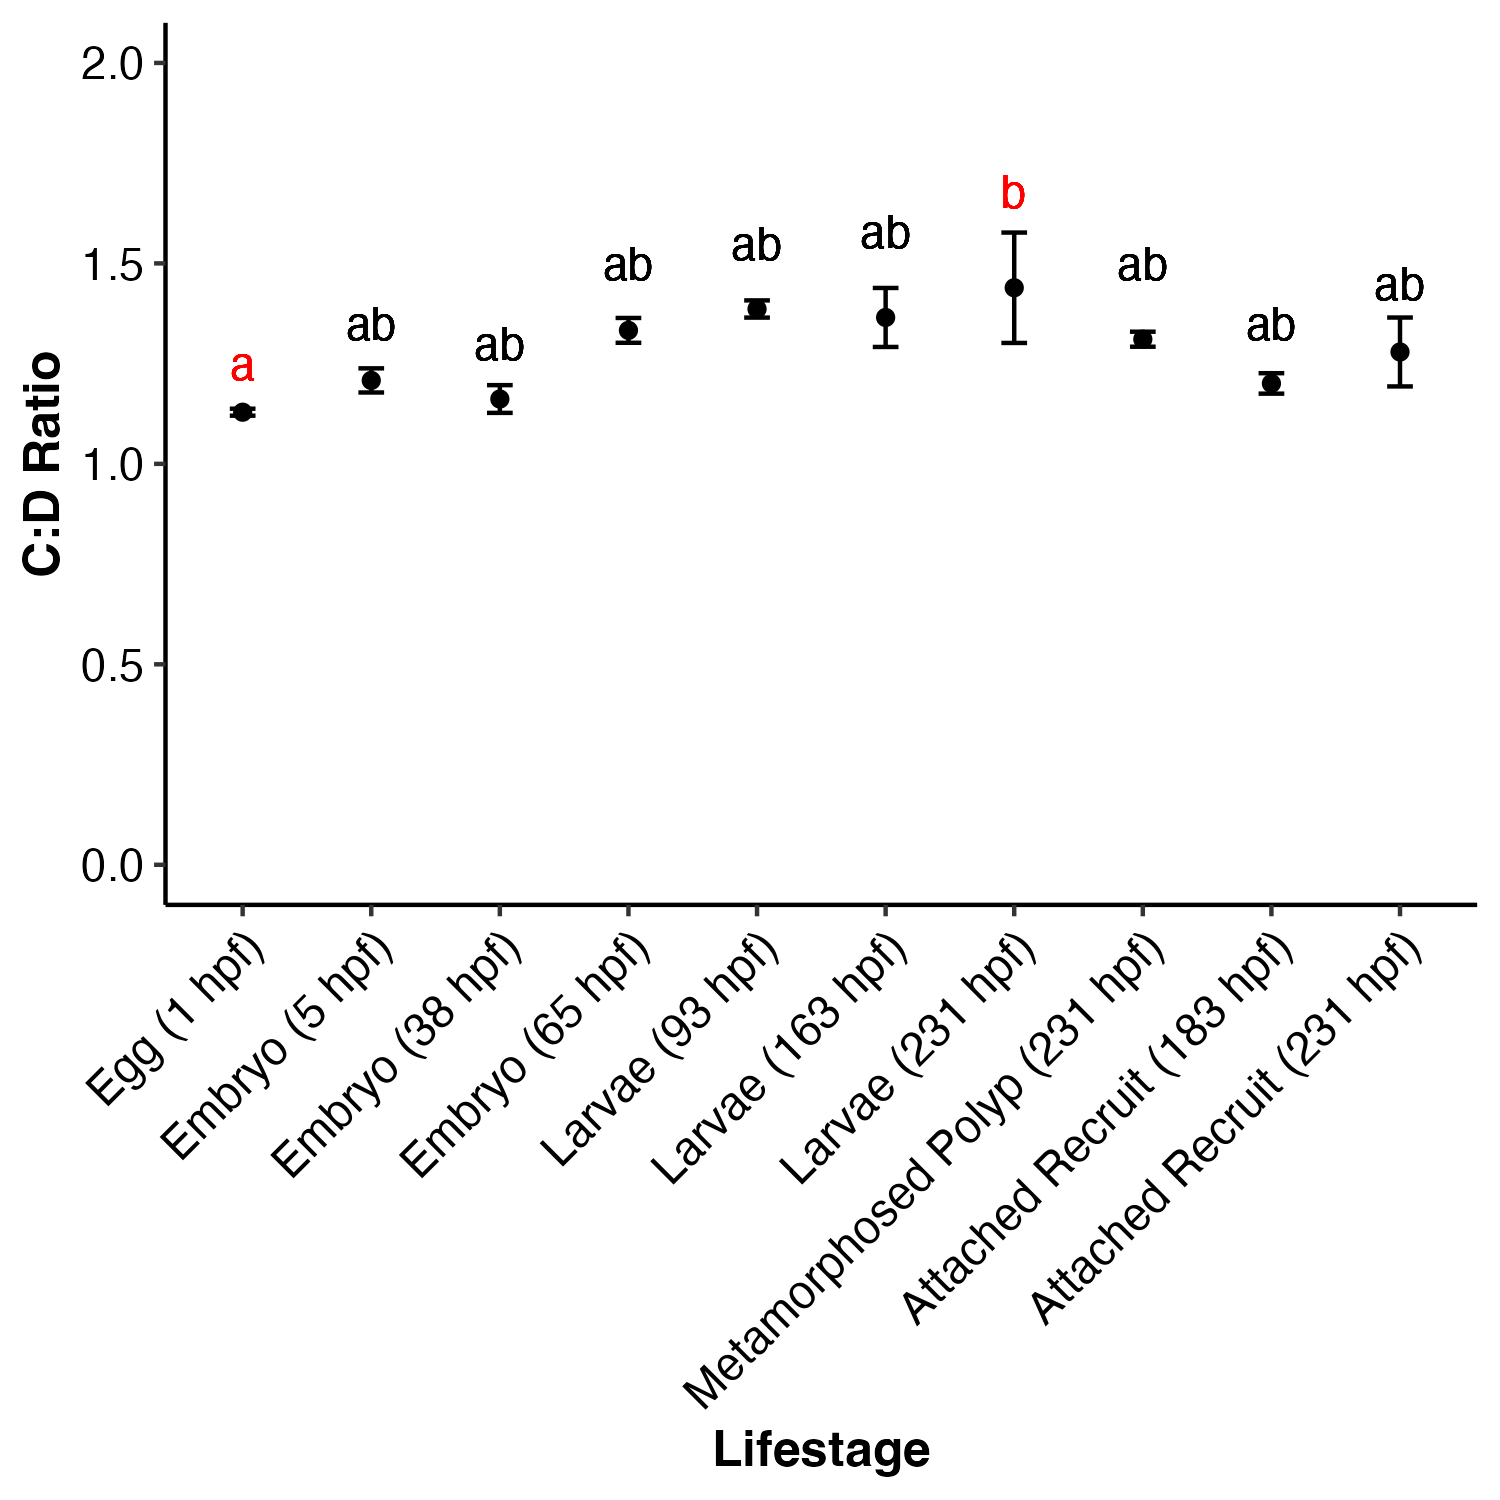 C:D Ratio
2.0
1.5
1.0
0.5
0.0
a
ab
ab
ab
ab
ab
b
ab
ab
ab
Egg (1 hpf)
Embryo (5 hpf)
Embryo (38 hpf)
Embryo (65 hpf)
Larvae (93 hpf)
Larvae (163 hpf)
Larvae (231 hpf)
Metamorphosed Polyp (231 hpf)
Attached Recruit (183 hpf)
Attached Recruit (231 hpf)
Lifestage